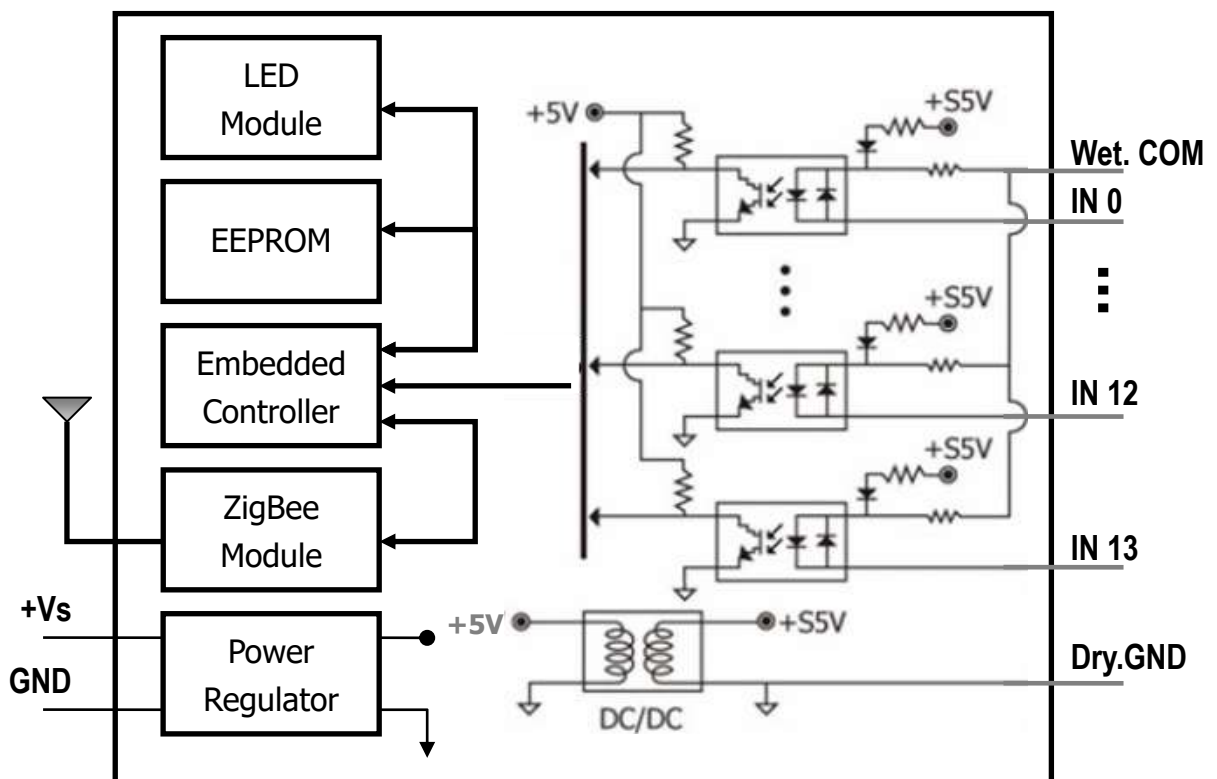 LED
Module
EEPROM
Embedded
Controller
ZigBee
Module
+Vs
GND
Power
Regulator
+5V
+S5V
Wet. COM
IN 0
+S5V
IN 12
+S5V
IN 13
+5V
+S5V
Dry.GND
DC/DC